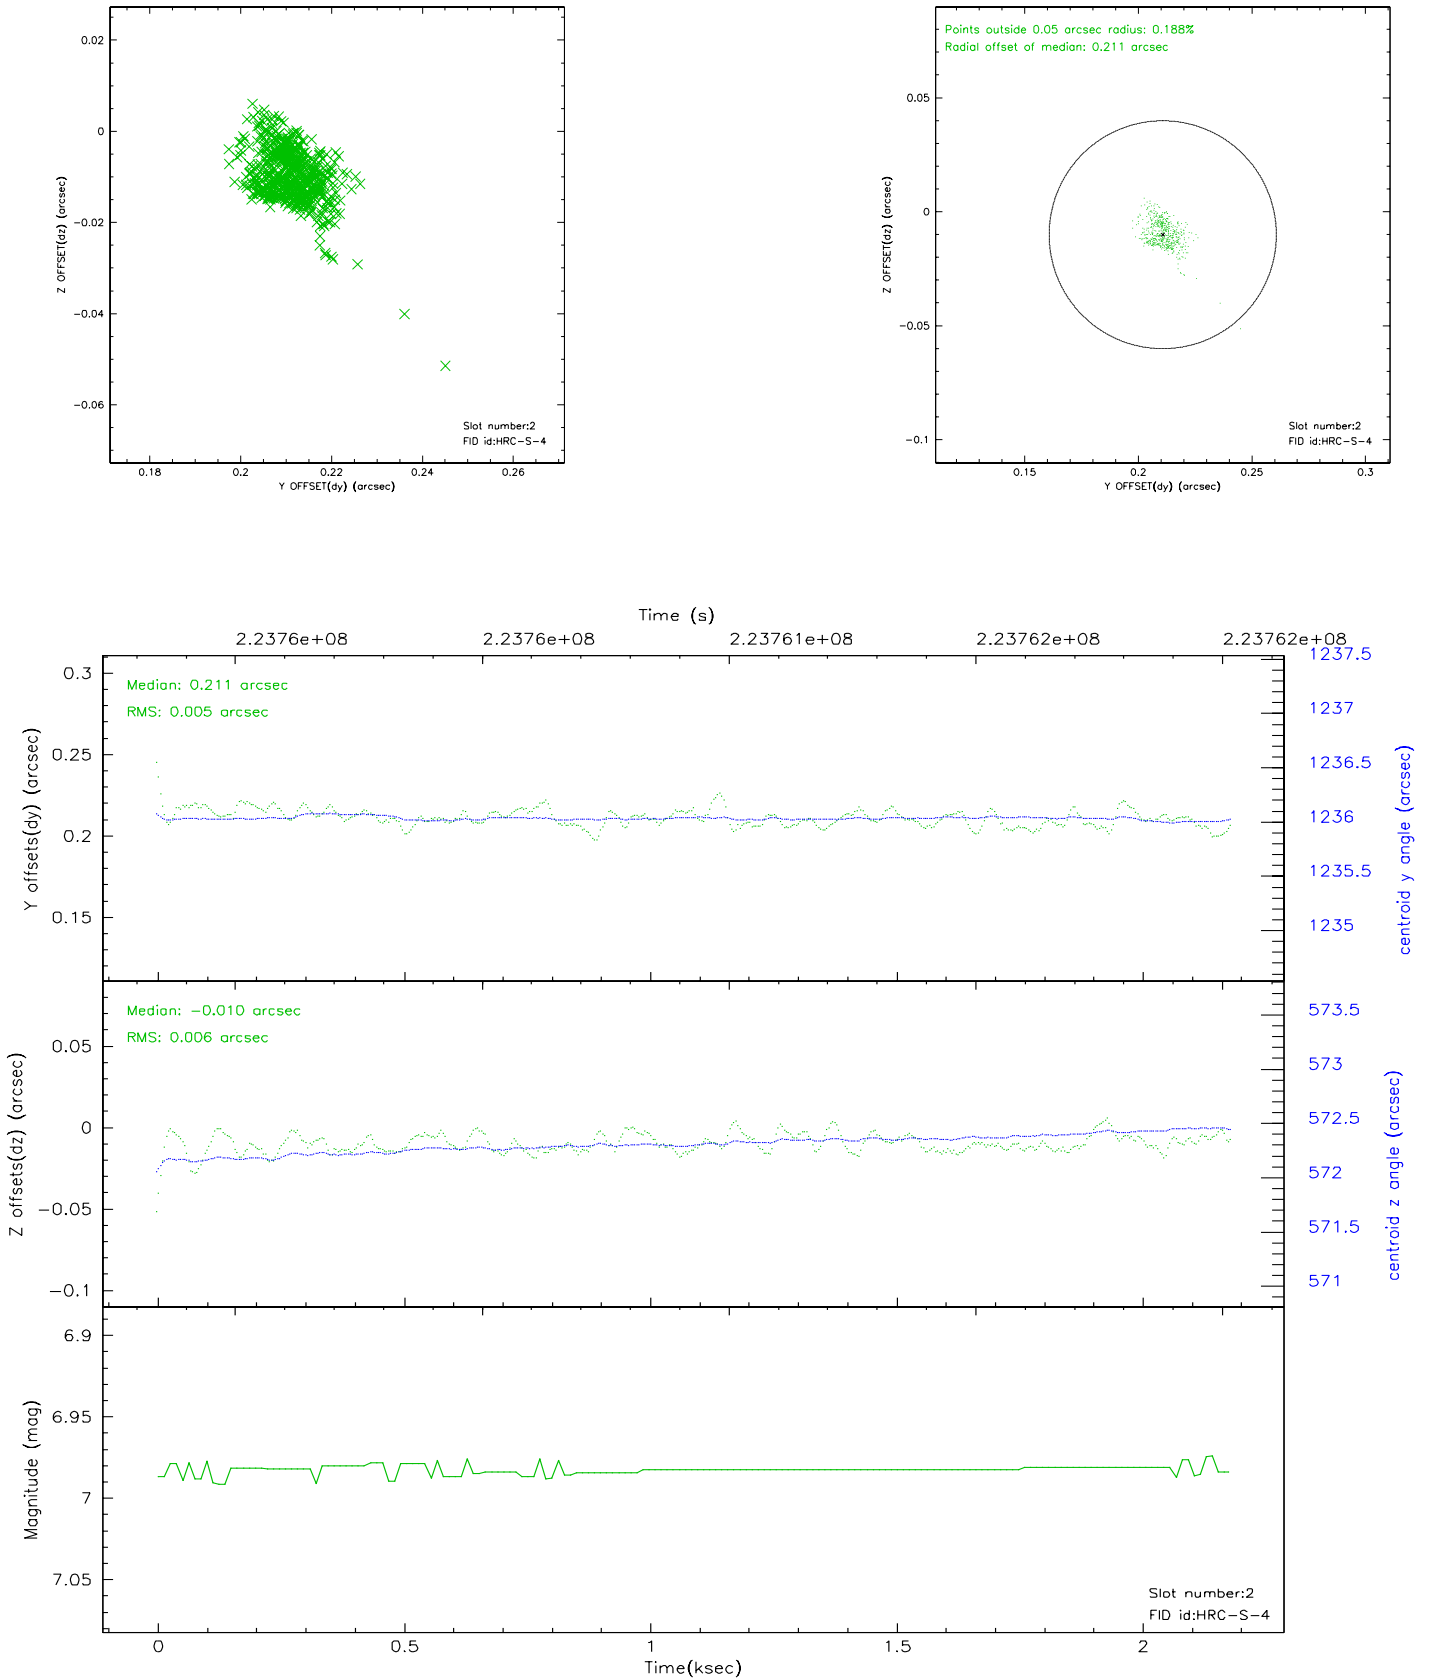 0.02
0
-0.02
-0.04
-0.06
Z OFFSET(dz) (arcsec)
Slot number:2
FID id:HRC-S-4
0.18
0.2
0.22
0.24
0.26
Y OFFSET(dy) (arcsec)
Points outside 0.05 arcsec radius: 0.188%
Radial offset of median: 0.211 arcsec
0.05
0
-0.05
-0.1
Z OFFSET(dz) (arcsec)
Slot number:2
FID id:HRC-S-4
0.15
0.2
0.25
0.3
Y OFFSET(dy) (arcsec)
Time (s)
2.2376e+08
2.2376e+08
2.23761e+08
2.23762e+08
2.23762e+08
0.3
0.25
0.2
0.15
Y offsets(dy) (arcsec)
Median: 0.211 arcsec
RMS: 0.005 arcsec
1237.5
1237
1236.5
1236
1235.5
1235
centroid y angle (arcsec)
0.05
0
-0.05
-0.1
Z offsets(dz) (arcsec)
Median: -0.010 arcsec
RMS: 0.006 arcsec
573.5
573
572.5
572
571.5
571
centroid z angle (arcsec)
6.9
6.95
7
7.05
Magnitude (mag)
Slot number:2
FID id:HRC-S-4
0
0.5
1
1.5
2
Time(ksec)